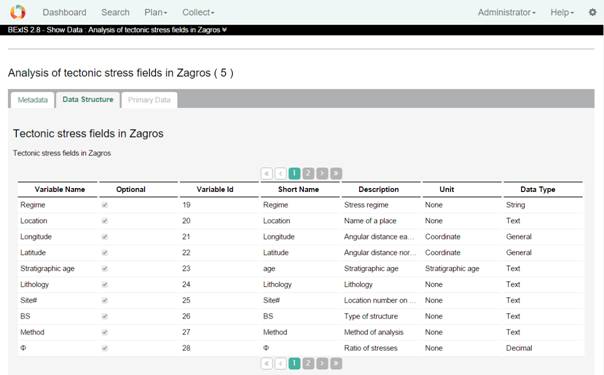 Dashboard Search Plan Collect Administrator Help
BExIS 2.8 - Show Data : Analysis of tectonic stress fields in Zagros
Analysis of tectonic stress fields in Zagros ( 5 )
Metadata Data Structure Primary Data
Tectonic stress fields in Zagros
Tectonic stress fields in Zagros
« ‹ 1 2 › »
Variable Name Optional Variable Id Short Name Description Unit Data Type
Regime 19 Regime Stress regime None String
Location 20 Location Name of a place None Text
Longitude 21 Longitude Angular distance ea... Coordinate General
Latitude 22 Latitude Angular distance nor... Coordinate General
Stratigraphic age 23 age Stratigraphic age Stratigraphic age Text
Lithology 24 Lithology Lithology None Text
Site# 25 Site# Location number on ... None Text
BS 26 BS Type of structure None Text
Method 27 Method Method of analysis None Text
Φ 28 Φ Ratio of stresses None Decimal
« ‹ 1 2 › »